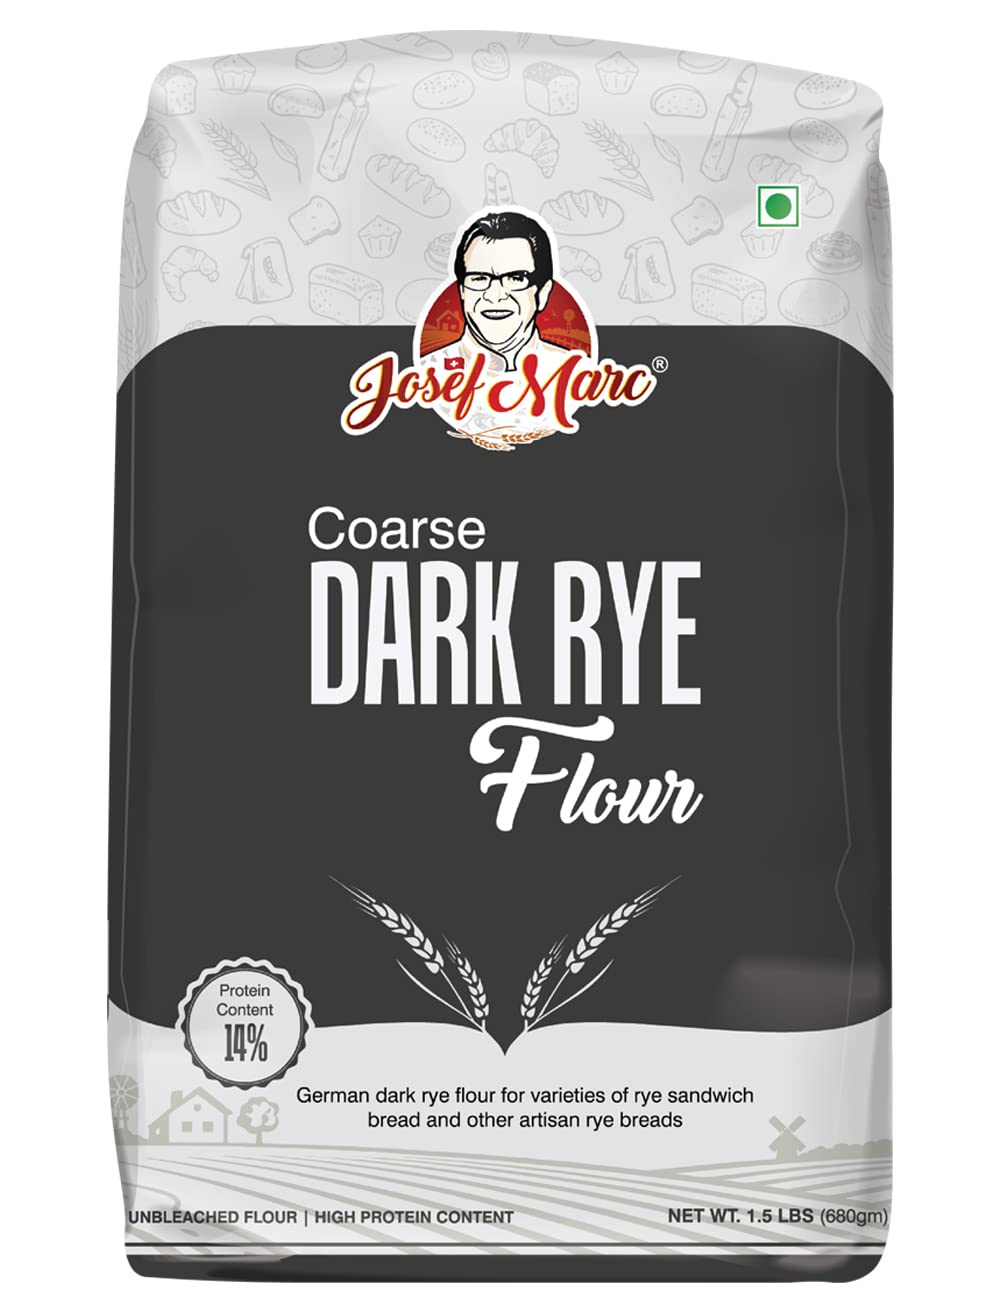 Josef Marc®
Coarse
DARK RYE
Flour
Protein
Content
14%
German dark rye flour for varieties of rye sandwich
bread and other artisan rye breads
UNBLEACHED FLOUR | HIGH PROTEIN CONTENT
NET WT. 1.5 LBS (680gm)